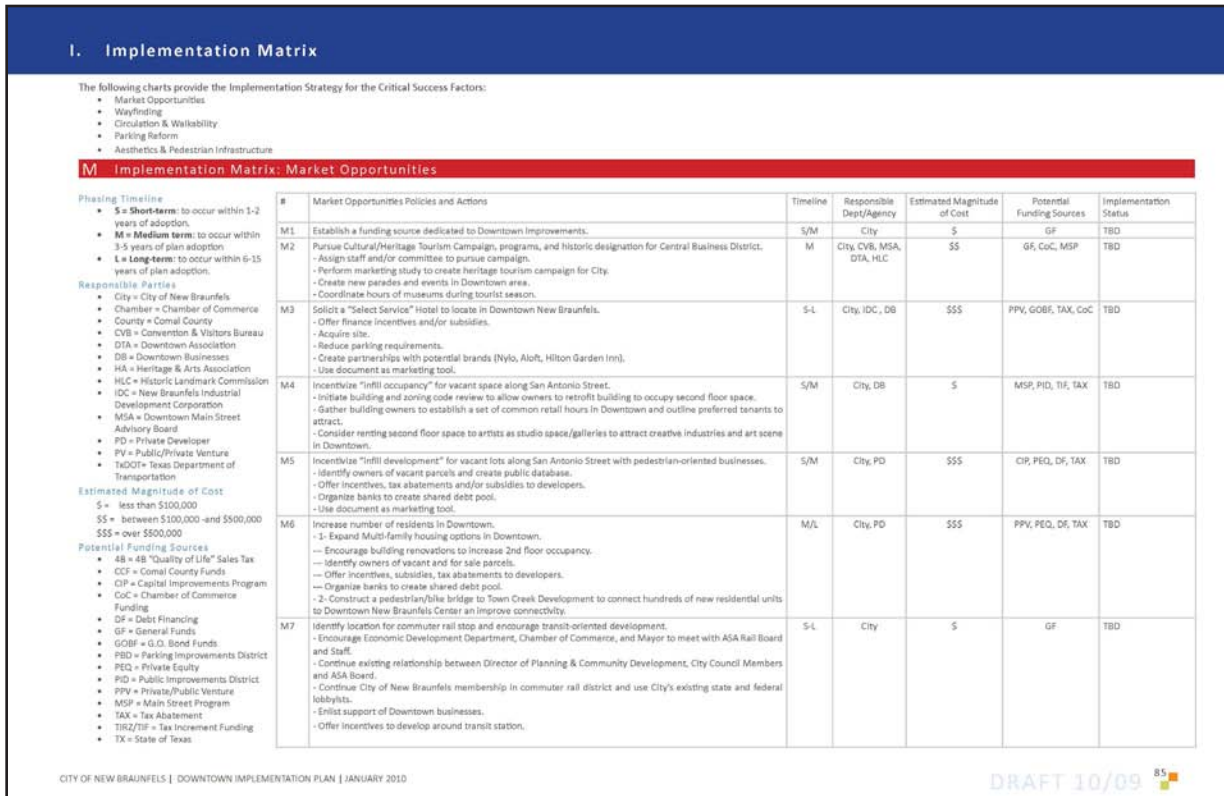 I. Implementation Matrix
The following charts provide the Implementation Strategy for the Critical Success Factors:
• Market Opportunities
• Wayfinding
• Circulation & Walkability
• Parking Reform
• Aesthetics & Pedestrian Infrastructure
M Implementation Matrix: Market Opportunities
Phasing Timeline
• S = Short-term: to occur within 1-2
years of adoption.
• M = Medium term: to occur within
3-5 years of plan adoption
• L = Long-term: to occur within 6-15
years of plan adoption.
Responsible Parties
• City = City of New Braunfels
• Chamber = Chamber of Commerce
• County = Comal County
• CVB = Convention & Visitors Bureau
• DTA = Downtown Association
• DB = Downtown Businesses
• HA = Heritage & Arts Association
• HLC = Historic Landmark Commission
• IDC = New Braunfels Industrial
Development Corporation
• MSA = Downtown Main Street
Advisory Board
• PD = Private Developer
• PV = Public/Private Venture
• TxDOT= Texas Department of
Transportation
Estimated Magnitude of Cost
$ = less than $100,000
$$ = between $100,000 -and $500,000
$$$ = over $500,000
Potential Funding Sources
• 4B = 4B "Quality of Life" Sales Tax
• CCF = Comal County Funds
• CIP = Capital Improvements Program
• CoC = Chamber of Commerce
Funding
• DF = Debt Financing
• GF = General Funds
• GOBF = G.O. Bond Funds
• PBD = Parking Improvements District
• PEQ = Private Equity
• PID = Public Improvements District
• PPV = Private/Public Venture
• MSP = Main Street Program
• TAX = Tax Abatement
• TIRZ/TIF = Tax Increment Funding
• TX = State of Texas
# Market Opportunities Policies and Actions Timeline Responsible Estimated Magnitude Potential Implementation
Dept/Agency of Cost Funding Sources Status
M1 Establish a funding source dedicated to Downtown Improvements. S/M City $ GF TBD
M2 Pursue Cultural/Heritage Tourism Campaign, programs, and historic designation for Central Business District. M City, CVB, MSA, $$ GF, CoC, MSP TBD
- Assign staff and/or committee to pursue campaign. DTA, HLC
- Perform marketing study to create heritage tourism campaign for City.
- Create new parades and events in Downtown area.
- Coordinate hours of museums during tourist season.
M3 Solicit a "Select Service" Hotel to locate in Downtown New Braunfels. S-L City, IDC , DB $$$ PPV, GOBF, TAX, CoC TBD
- Offer finance incentives and/or subsidies.
- Acquire site.
- Reduce parking requirements.
- Create partnerships with potential brands (Nylo, Aloft, Hilton Garden Inn).
- Use document as marketing tool.
M4 Incentivize "infill occupancy" for vacant space along San Antonio Street. S/M City, DB $ MSP, PID, TIF, TAX TBD
- Initiate building and zoning code review to allow owners to retrofit building to occupy second floor space.
- Gather building owners to establish a set of common retail hours in Downtown and outline preferred tenants to
attract.
- Consider renting second floor space to artists as studio space/galleries to attract creative industries and art scene
in Downtown.
M5 Incentivize "infill development" for vacant lots along San Antonio Street with pedestrian-oriented businesses. S/M City, PD $$$ CIP, PEQ, DF, TAX TBD
- Identify owners of vacant parcels and create public database.
- Offer incentives, tax abatements and/or subsidies to developers.
- Organize banks to create shared debt pool.
- Use document as marketing tool.
M6 Increase number of residents in Downtown. M/L City, PD $$$ PPV, PEQ, DF, TAX TBD
- 1- Expand Multi-family housing options in Downtown.
--- Encourage building renovations to increase 2nd floor occupancy.
--- Identify owners of vacant and for sale parcels.
--- Offer incentives, subsidies, tax abatements to developers.
--- Organize banks to create shared debt pool.
- 2- Construct a pedestrian/bike bridge to Town Creek Development to connect hundreds of new residential units
to Downtown New Braunfels Center an improve connectivity.
M7 Identify location for commuter rail stop and encourage transit-oriented development. S-L City $ GF TBD
- Encourage Economic Development Department, Chamber of Commerce, and Mayor to meet with ASA Rail Board
and Staff.
- Continue existing relationship between Director of Planning & Community Development, City Council Members
and ASA Board.
- Continue City of New Braunfels membership in commuter rail district and use City's existing state and federal
lobbyists.
- Enlist support of Downtown businesses.
- Offer incentives to develop around transit station.
CITY OF NEW BRAUNFELS | DOWNTOWN IMPLEMENTATION PLAN | JANUARY 2010
DRAFT 10/09 85